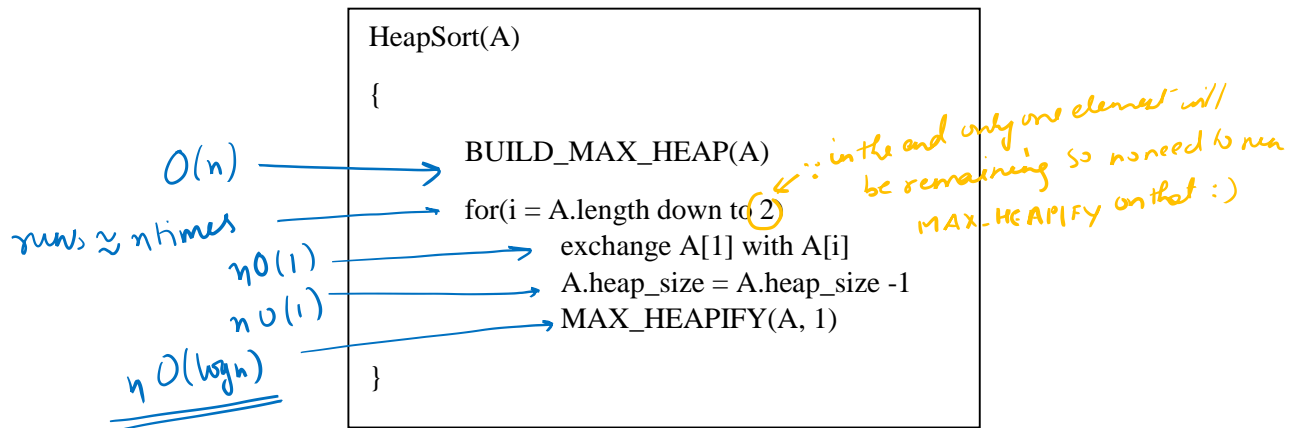 HeapSort(A)
{
BUILD_MAX_HEAP(A)
for(i = A.length down to 2)
exchange A[1] with A[i]
A.heap_size = A.heap_size -1
MAX_HEAPIFY(A, 1)
}
O(n)
runs ≈ n times
n O(1)
n O(1)
n O(logn)
∵ in the end only one element will
be remaining so no need to run
MAX_HEAPIFY on that :)